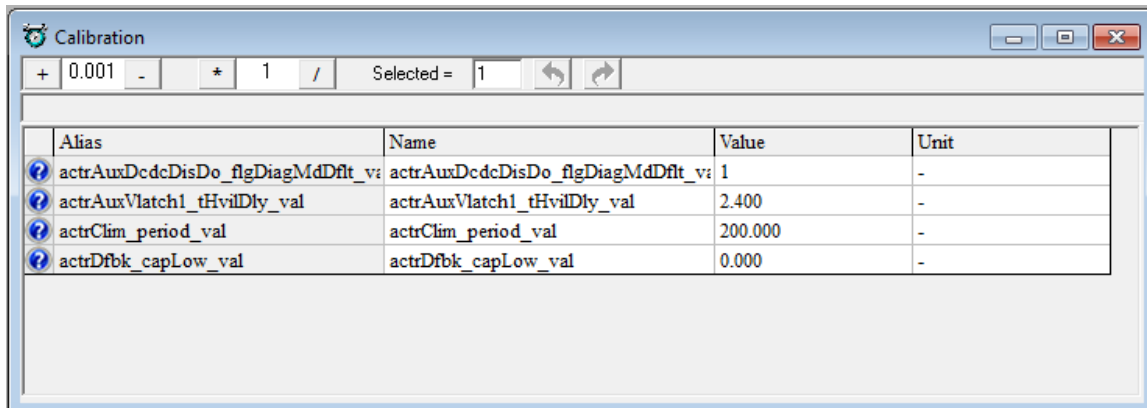 Calibration
+ 0.001 - * 1 / Selected = 1
Alias Name Value Unit
actrAuxDcdcDisDo_flgDiagMdDflt_va actrAuxDcdcDisDo_flgDiagMdDflt_va 1 -
actrAuxVlatch1_tHvilDly_val actrAuxVlatch1_tHvilDly_val 2.400 -
actrClim_period_val actrClim_period_val 200.000 -
actrDfbk_capLow_val actrDfbk_capLow_val 0.000 -